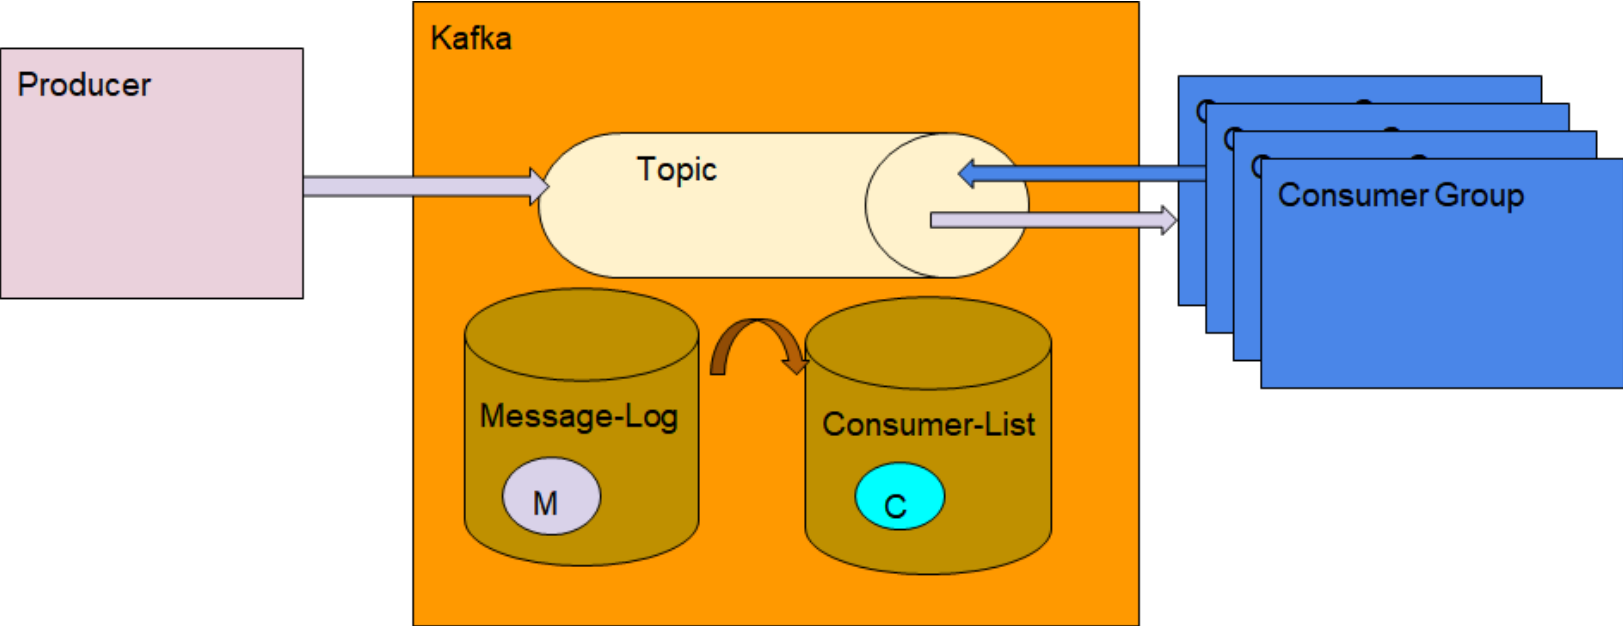 Kafka
Producer
Topic
Consumer Group
Message-Log
Consumer-List
M
C